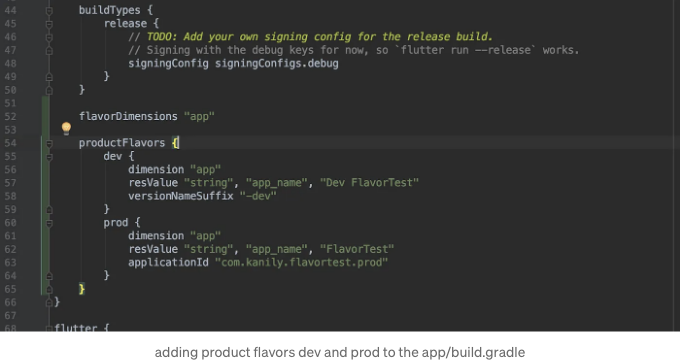 44 buildTypes {
45 release {
46 // TODO: Add your own signing config for the release build.
47 // Signing with the debug keys for now, so `flutter run --release` works.
48 signingConfig signingConfigs.debug
49 }
50 }
51
52 flavorDimensions "app"
53
54 productFlavors {
55 dev {
56 dimension "app"
57 resValue "string", "app_name", "Dev FlavorTest"
58 versionNameSuffix "-dev"
59 }
60 prod {
61 dimension "app"
62 resValue "string", "app_name", "FlavorTest"
63 applicationId "com.kanily.flavortest.prod"
64 }
65 }
66 }
67
68 flutter {
adding product flavors dev and prod to the app/build.gradle